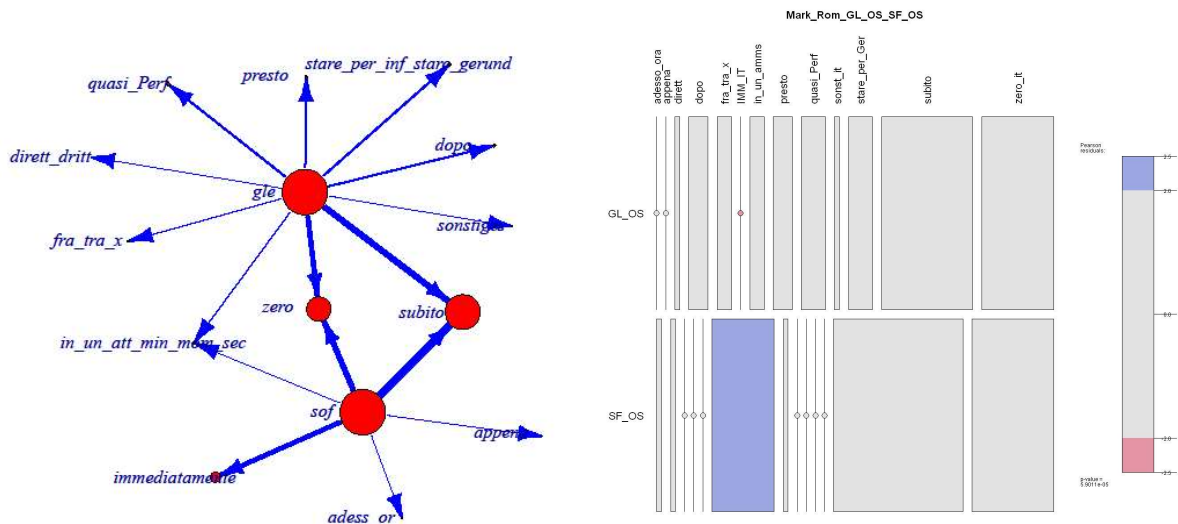 stare_per_inf_stare_gerund
presto
quasi_Perf
dopo
dirett_dritt
gle
sonstiges
fra_tra_x
zero
subito
in_un_att_min_mom_sec
sof
appena
immediatamente
adess_or
Mark_Rom_GL_OS_SF_OS
adesso_ora
appena
dirett
dopo
fra_tra_x
IMM_IT
in_un_amms
presto
quasi_Perf
sonst_it
stare_per_Ger
subito
zero_it
GL_OS
SF_OS
Pearson
residuals:
2.5
2.0
0.0
-2.0
-2.5
p-value =